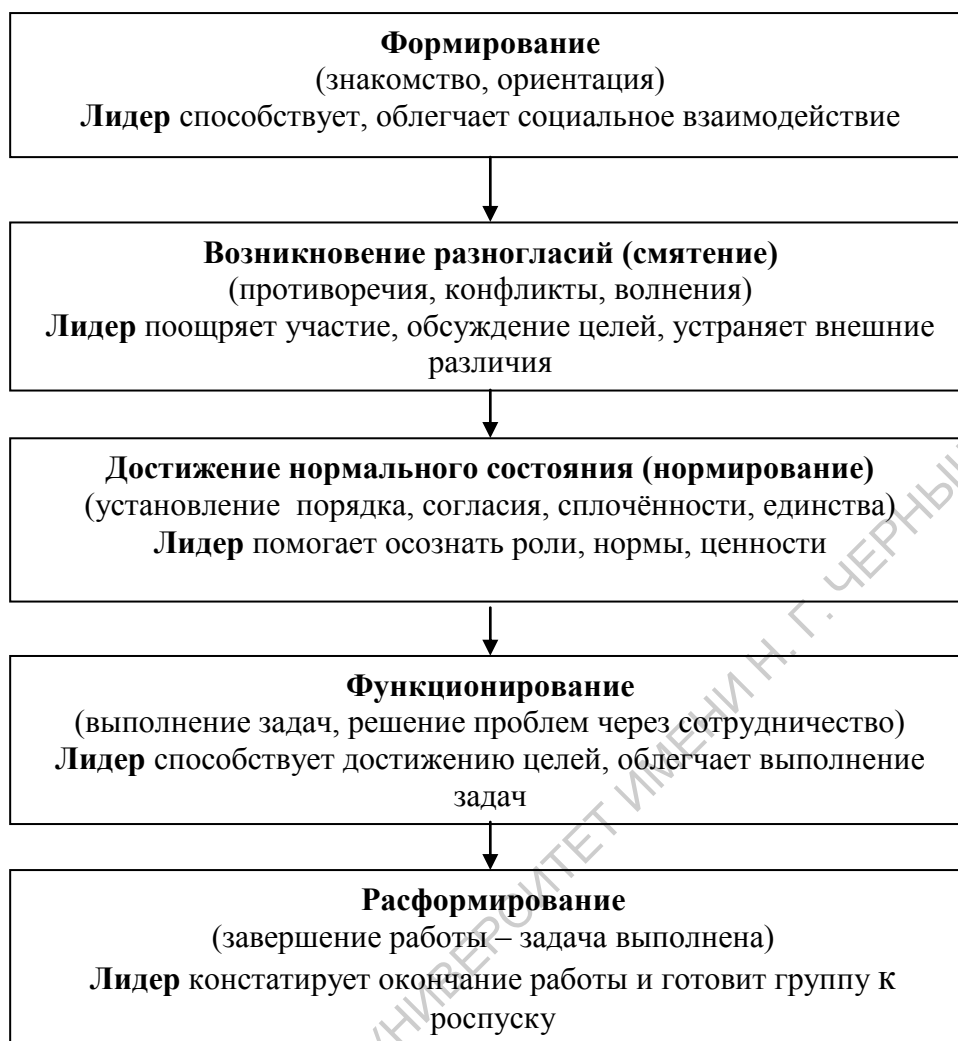 Формирование
(знакомство, ориентация)
Лидер способствует, облегчает социальное взаимодействие
Возникновение разногласий (смятение)
(противоречия, конфликты, волнения)
Лидер поощряет участие, обсуждение целей, устраняет внешние
различия
Достижение нормального состояния (нормирование)
(установление порядка, согласия, сплочённости, единства)
Лидер помогает осознать роли, нормы, ценности
Функционирование
(выполнение задач, решение проблем через сотрудничество)
Лидер способствует достижению целей, облегчает выполнение
задач
Расформирование
(завершение работы – задача выполнена)
Лидер констатирует окончание работы и готовит группу к
роспуску
УНИВЕРСИТЕТ ИМЕНИ Н. Г.